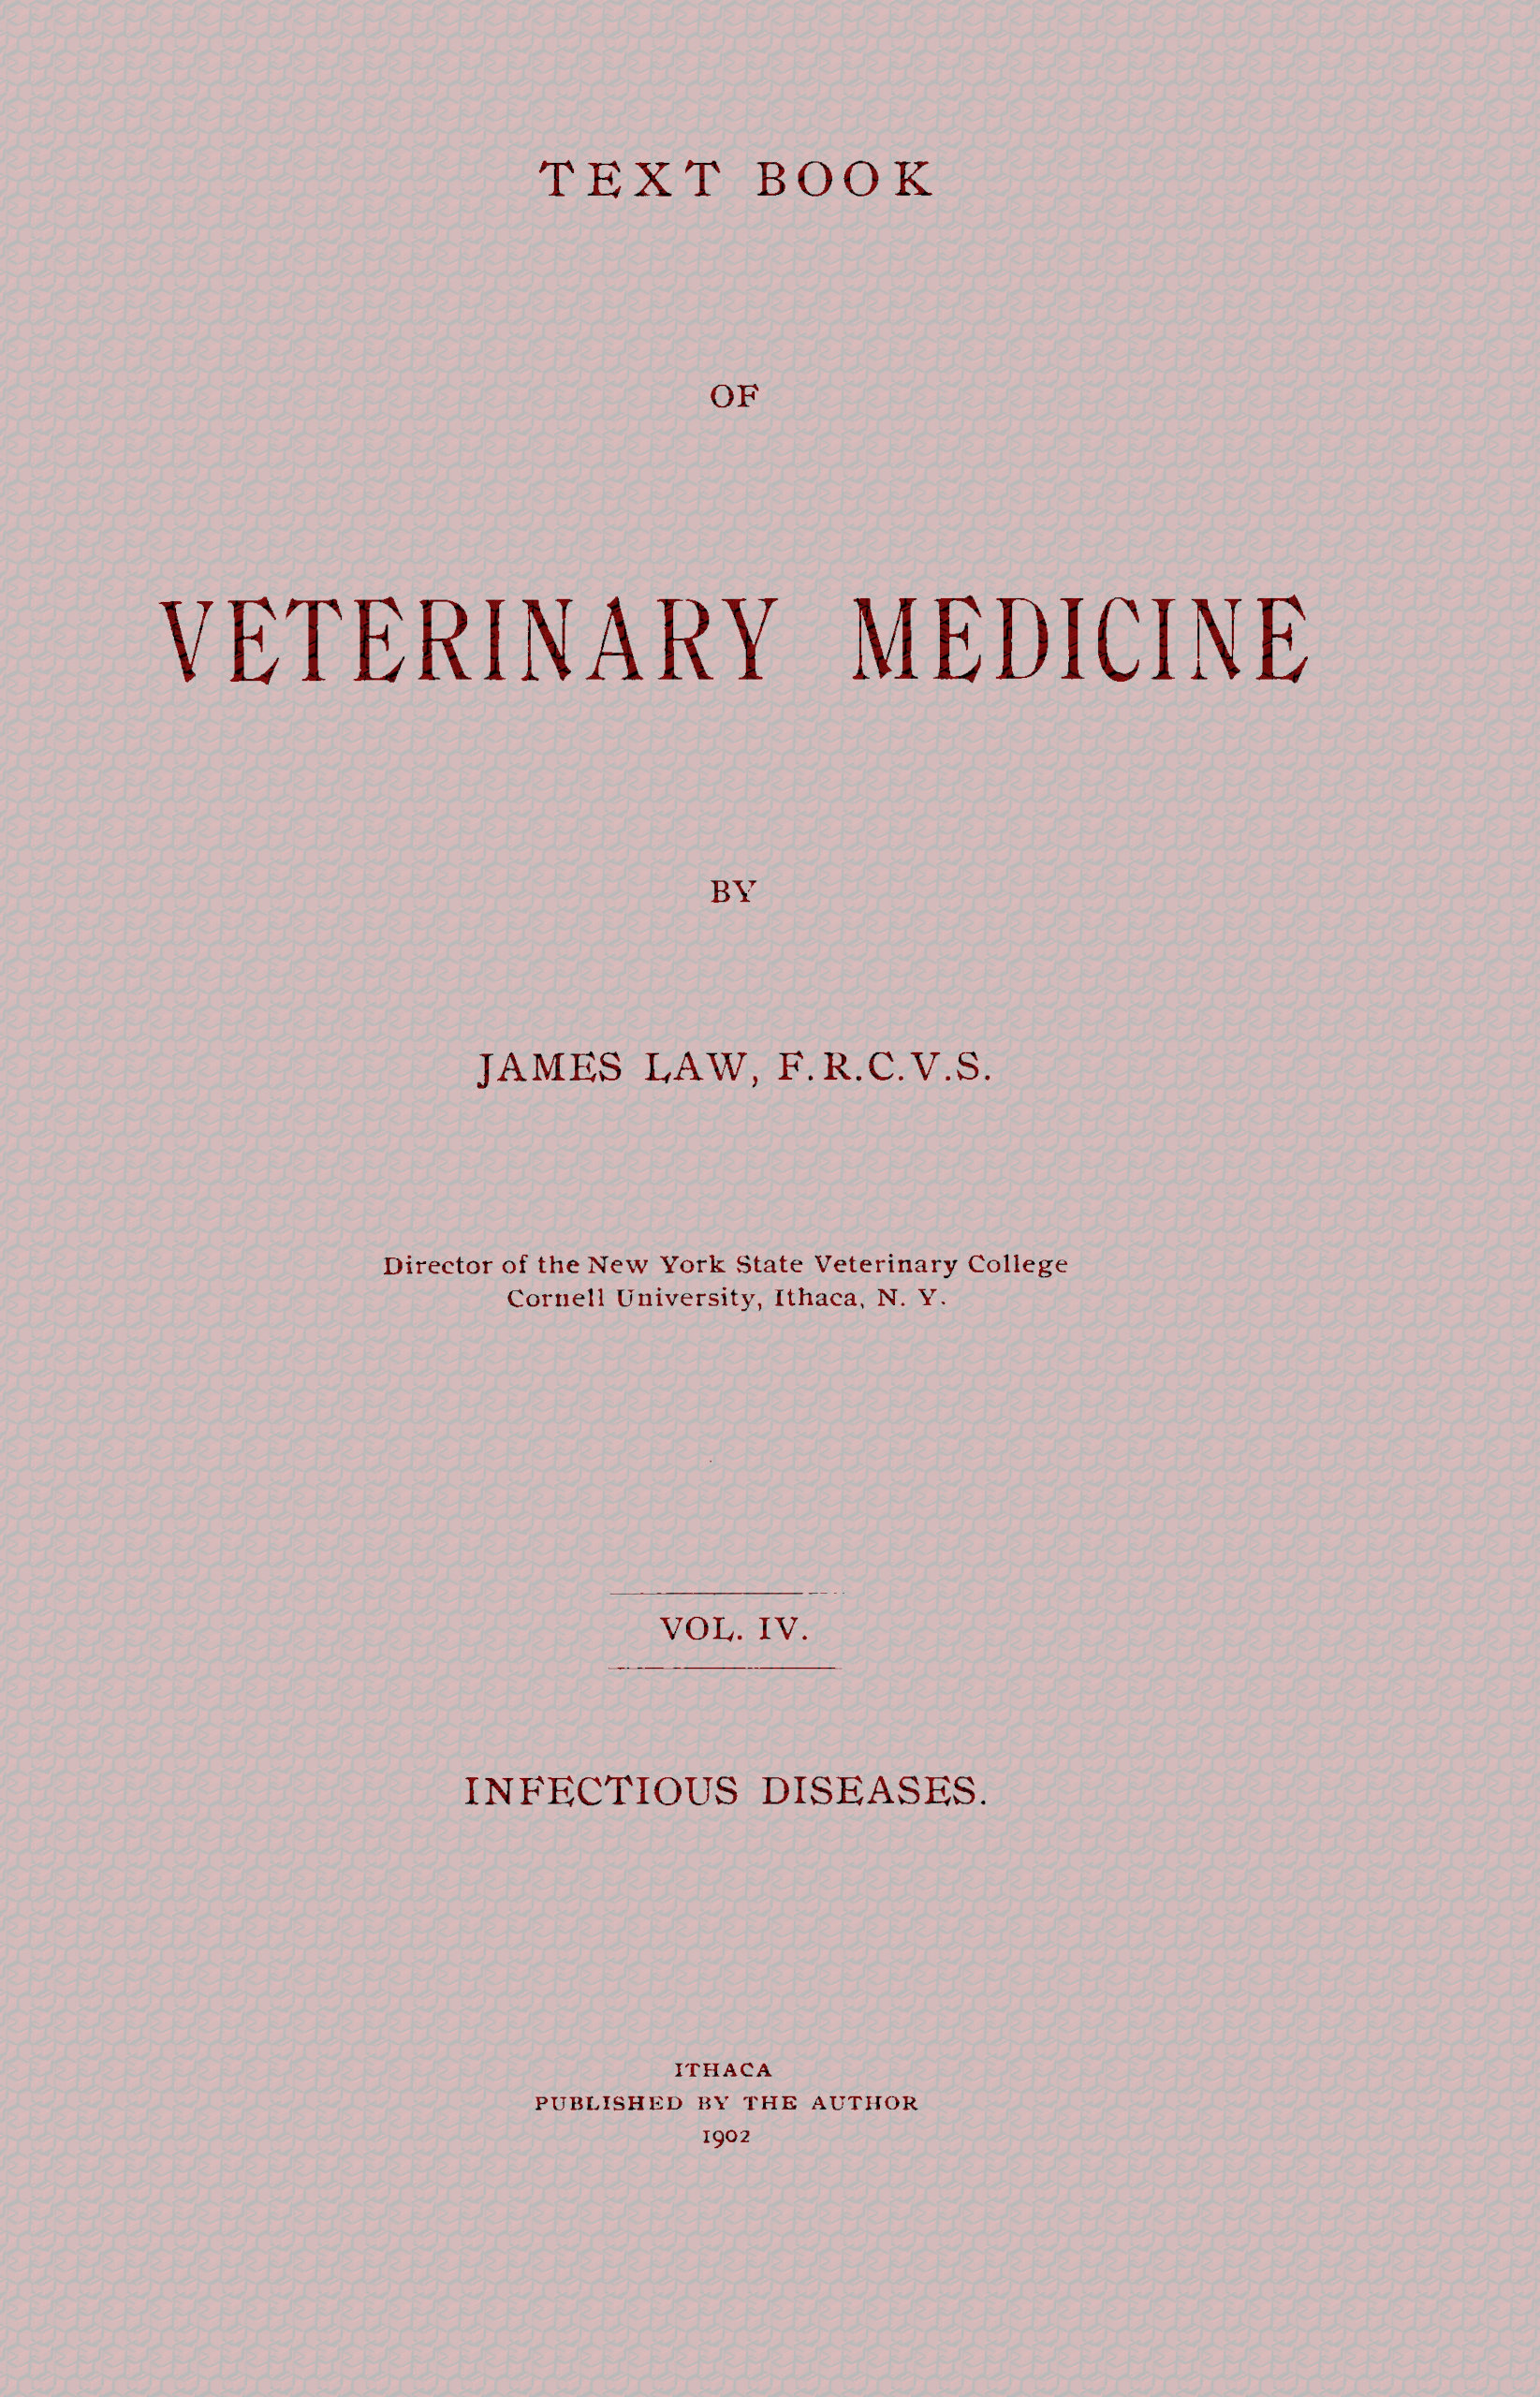 TEXT BOOK
OF
VETERINARY MEDICINE
BY
JAMES LAW, F.R.C.V.S.
Director of the New York State Veterinary College
Cornell University, Ithaca, N. Y.
VOL. IV.
INFECTIOUS DISEASES.
ITHACA
PUBLISHED BY THE AUTHOR
1902